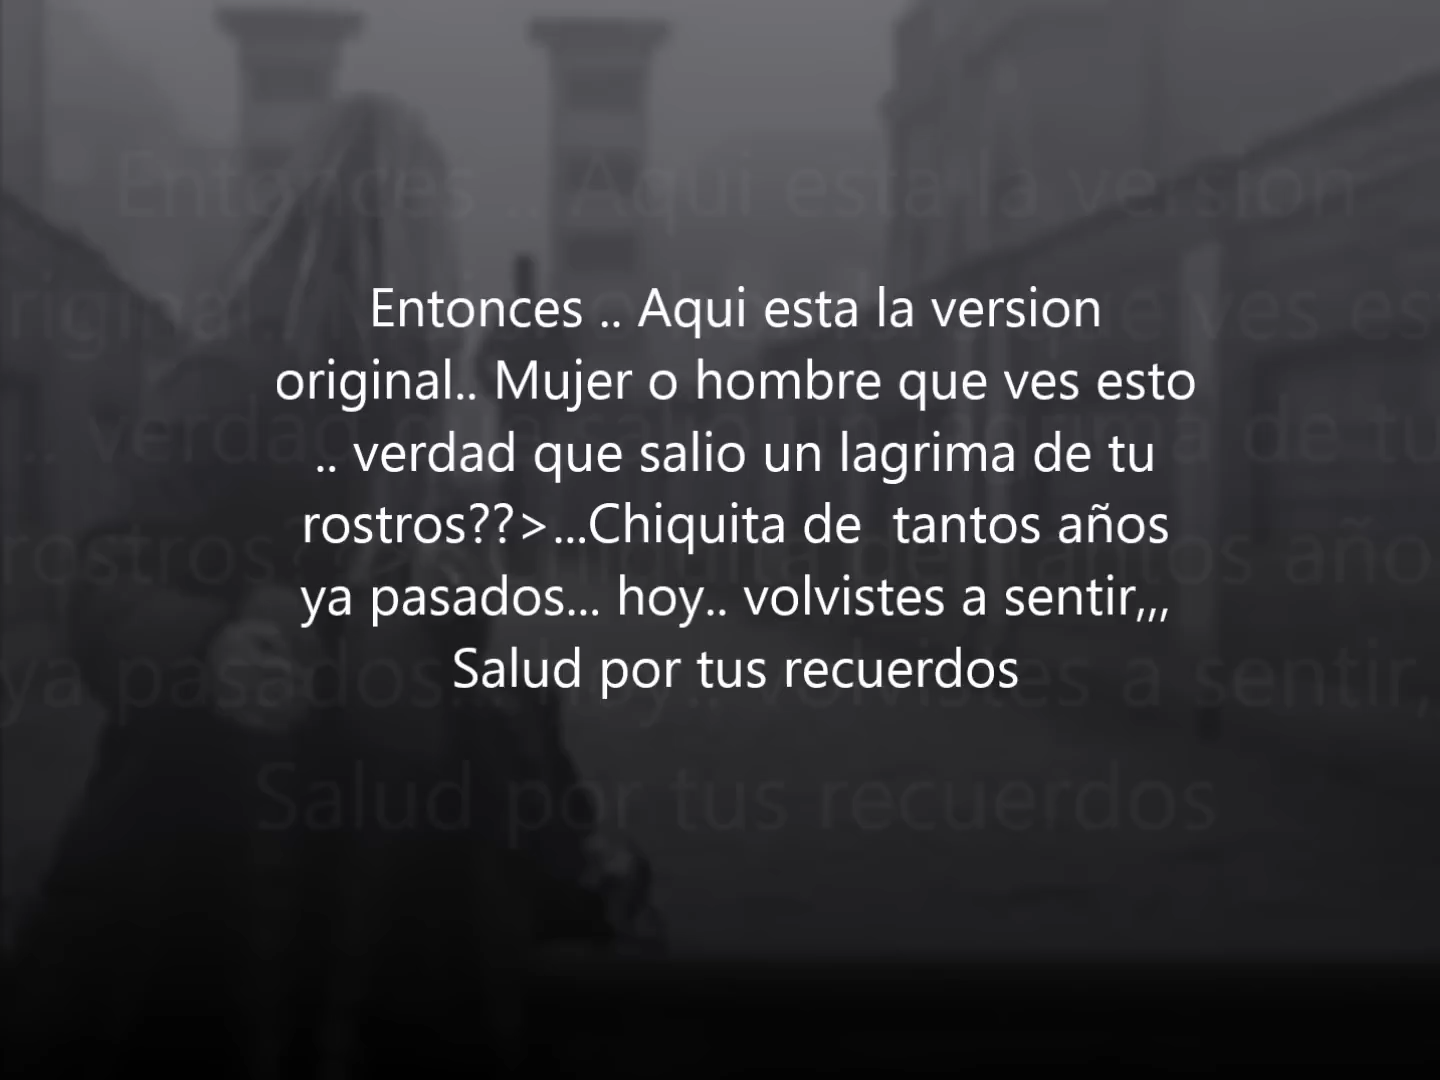 Entonces .. Aqui esta la version
original.. Mujer o hombre que ves esto
.. verdad que salio un lagrima de tu
rostros??>...Chiquita de  tantos años
ya pasados... hoy.. volvistes a sentir,,,
Salud por tus recuerdos